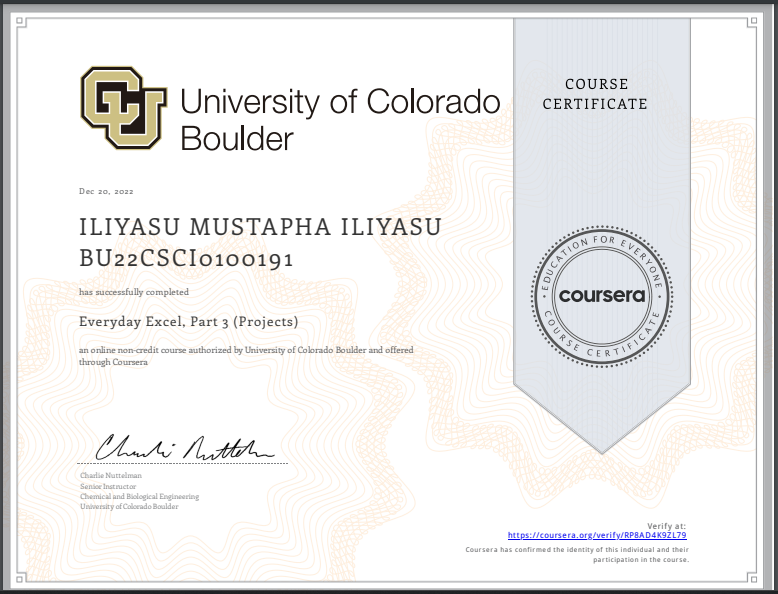 CU
University of Colorado
Boulder
COURSE
CERTIFICATE
Dec 20, 2022
ILIYASU MUSTAPHA ILIYASU
BU22CSCI0100191
has successfully completed
Everyday Excel, Part 3 (Projects)
an online non-credit course authorized by University of Colorado Boulder and offered
through Coursera
EDUCATION FOR EVERYONE
coursera
COURSE CERTIFICATE
Charlie Nuttelman
Charlie Nuttelman
Senior Instructor
Chemical and Biological Engineering
University of Colorado Boulder
Verify at:
https://coursera.org/verify/RP8AD4K9ZL79
Coursera has confirmed the identity of this individual and their
participation in the course.